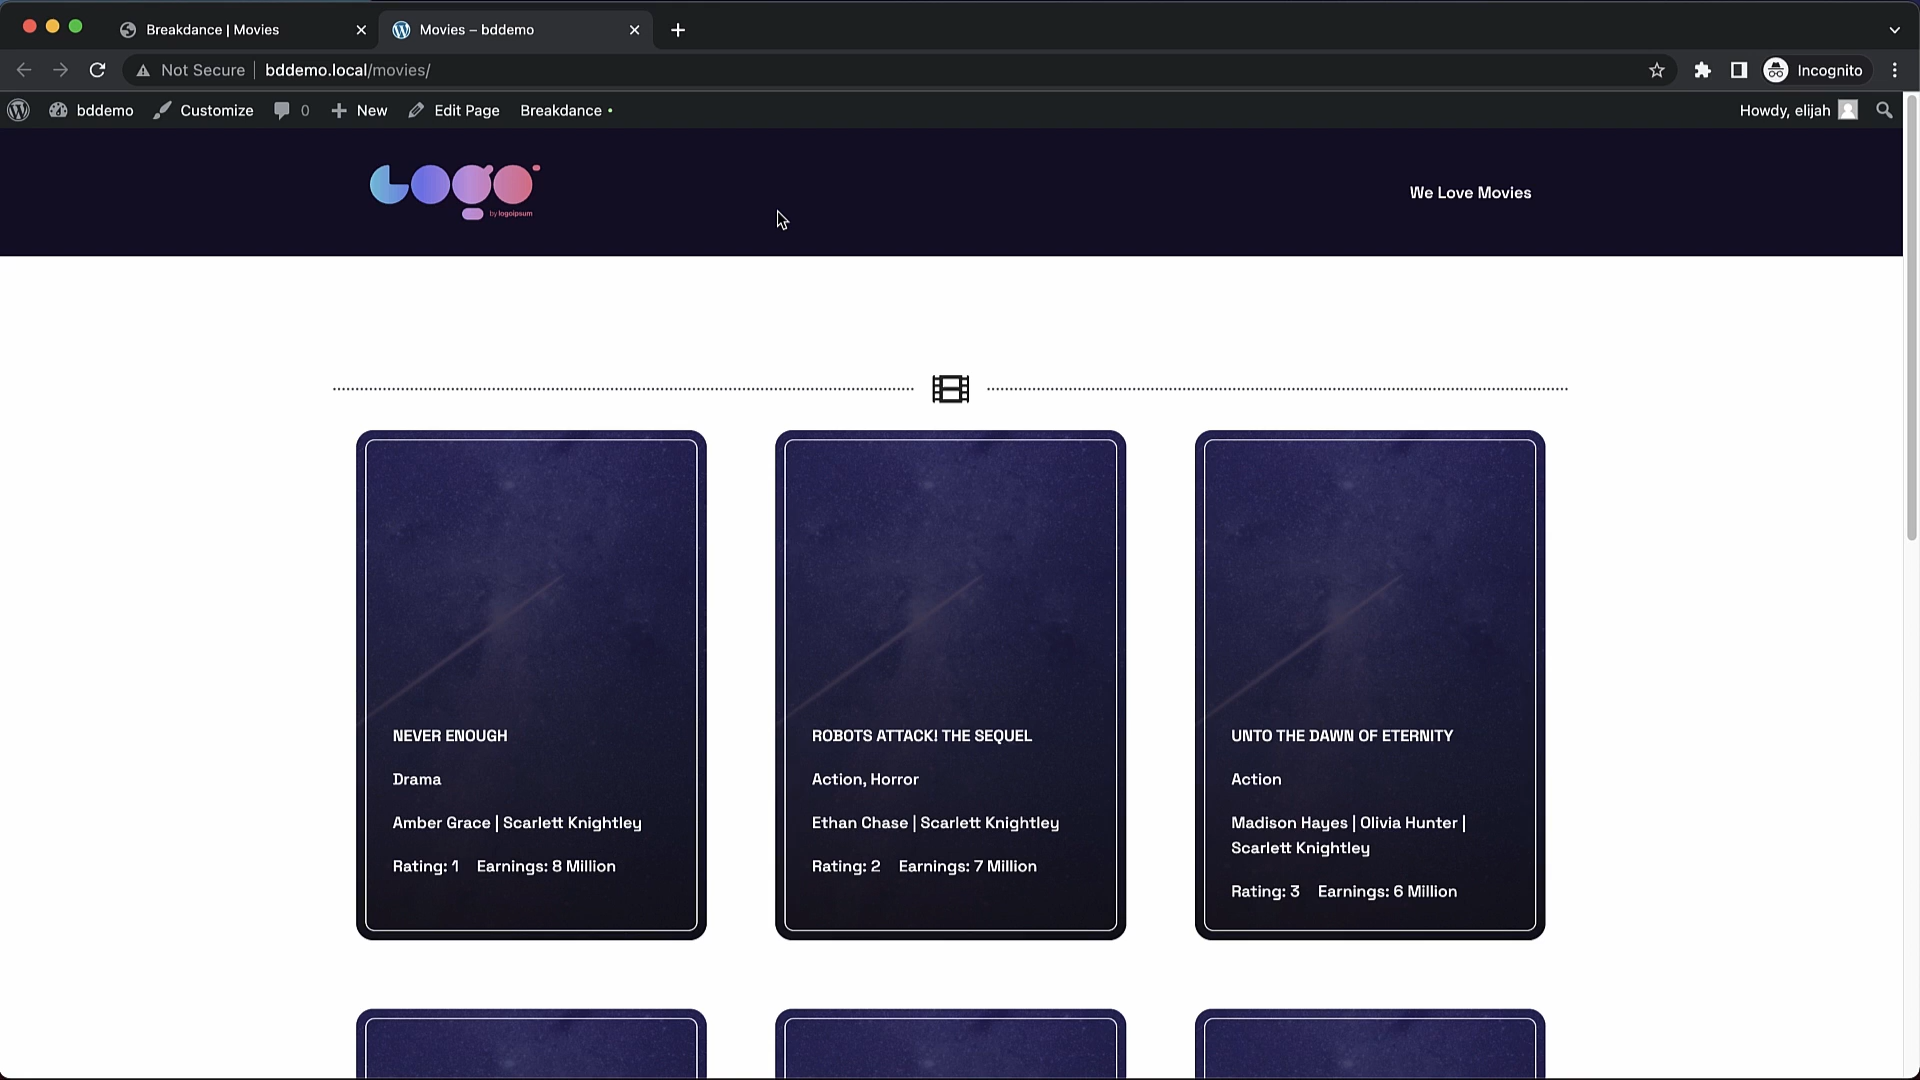 Breakdance | Movies
Movies – bddemo
Not Secure
bddemo.local/movies/
Incognito
bddemo
Customize
0
New
Edit Page
Breakdance
Howdy, elijah
Logo
by logoipsum
We Love Movies
NEVER ENOUGH
Drama
Amber Grace | Scarlett Knightley
Rating: 1 Earnings: 8 Million
ROBOTS ATTACK! THE SEQUEL
Action, Horror
Ethan Chase | Scarlett Knightley
Rating: 2 Earnings: 7 Million
UNTO THE DAWN OF ETERNITY
Action
Madison Hayes | Olivia Hunter |
Scarlett Knightley
Rating: 3 Earnings: 6 Million